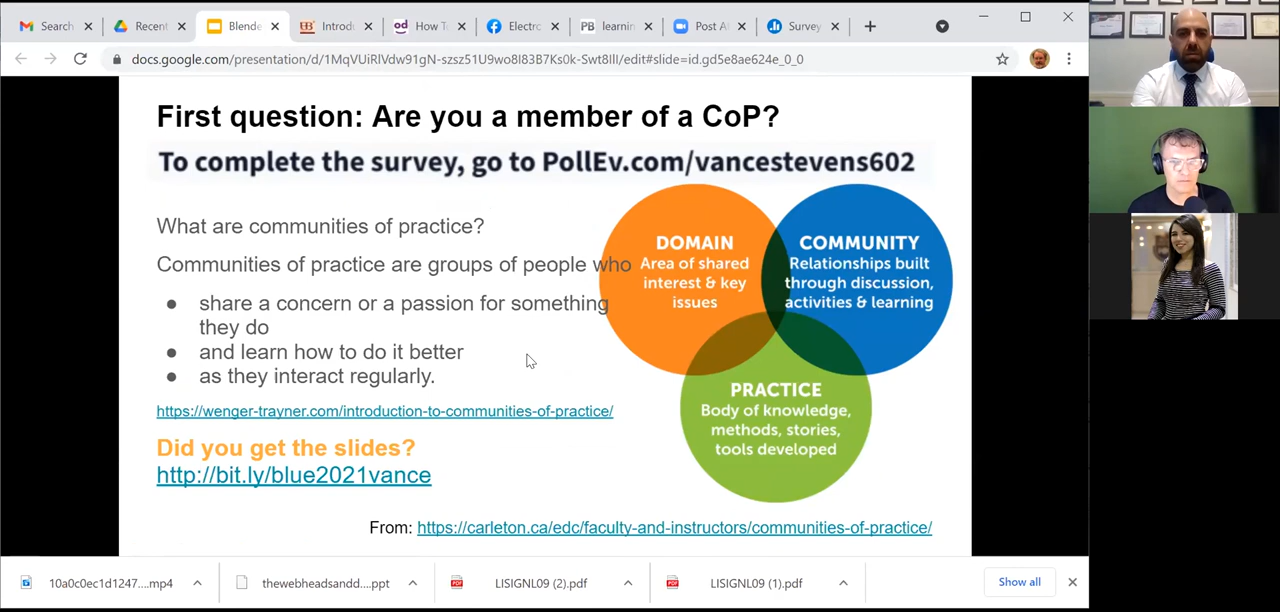 Search
Recent
Blende
Introd
How T
Electro
learnin
Post Al
Survey
docs.google.com/presentation/d/1MqVUiRlVdw91gN-szsz51U9wo8I83B7Ks0k-Swt8III/edit#slide=id.gd5e8ae624e_0_0
First question: Are you a member of a CoP?
To complete the survey, go to PollEv.com/vancestevens602
What are communities of practice?
Communities of practice are groups of people who
share a concern or a passion for something
they do
and learn how to do it better
as they interact regularly.
https://wenger-trayner.com/introduction-to-communities-of-practice/
Did you get the slides?
http://bit.ly/blue2021vance
DOMAIN
Area of shared
interest & key
issues
COMMUNITY
Relationships built
through discussion,
activities & learning
PRACTICE
Body of knowledge,
methods, stories,
tools developed
From: https://carleton.ca/edc/faculty-and-instructors/communities-of-practice/
10a0c0ec1d1247....mp4
thewebheadsandd....ppt
LISIGNL09 (2).pdf
LISIGNL09 (1).pdf
Show all